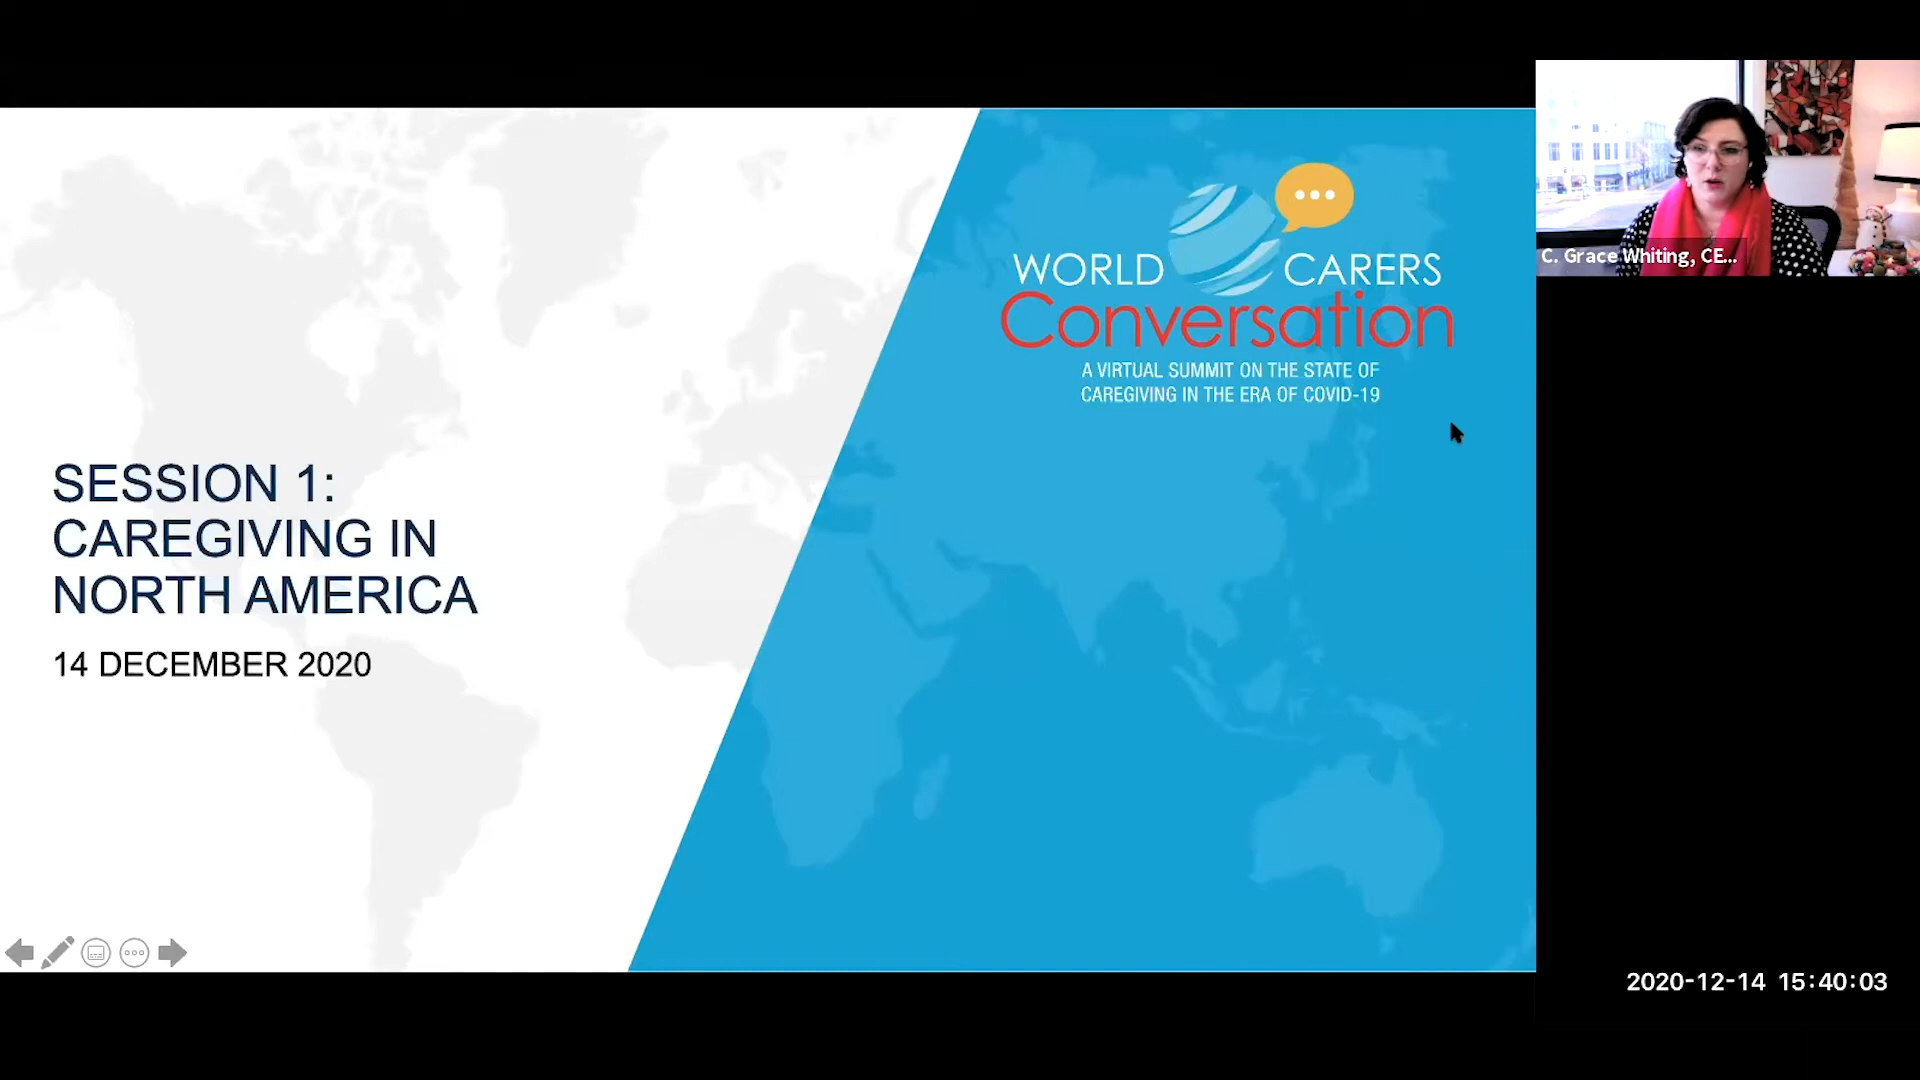 WORLD CARERS
Conversation
A VIRTUAL SUMMIT ON THE STATE OF
CAREGIVING IN THE ERA OF COVID-19
SESSION 1:
CAREGIVING IN
NORTH AMERICA
14 DECEMBER 2020
C. Grace Whiting, CE...
2020-12-14 15:40:03